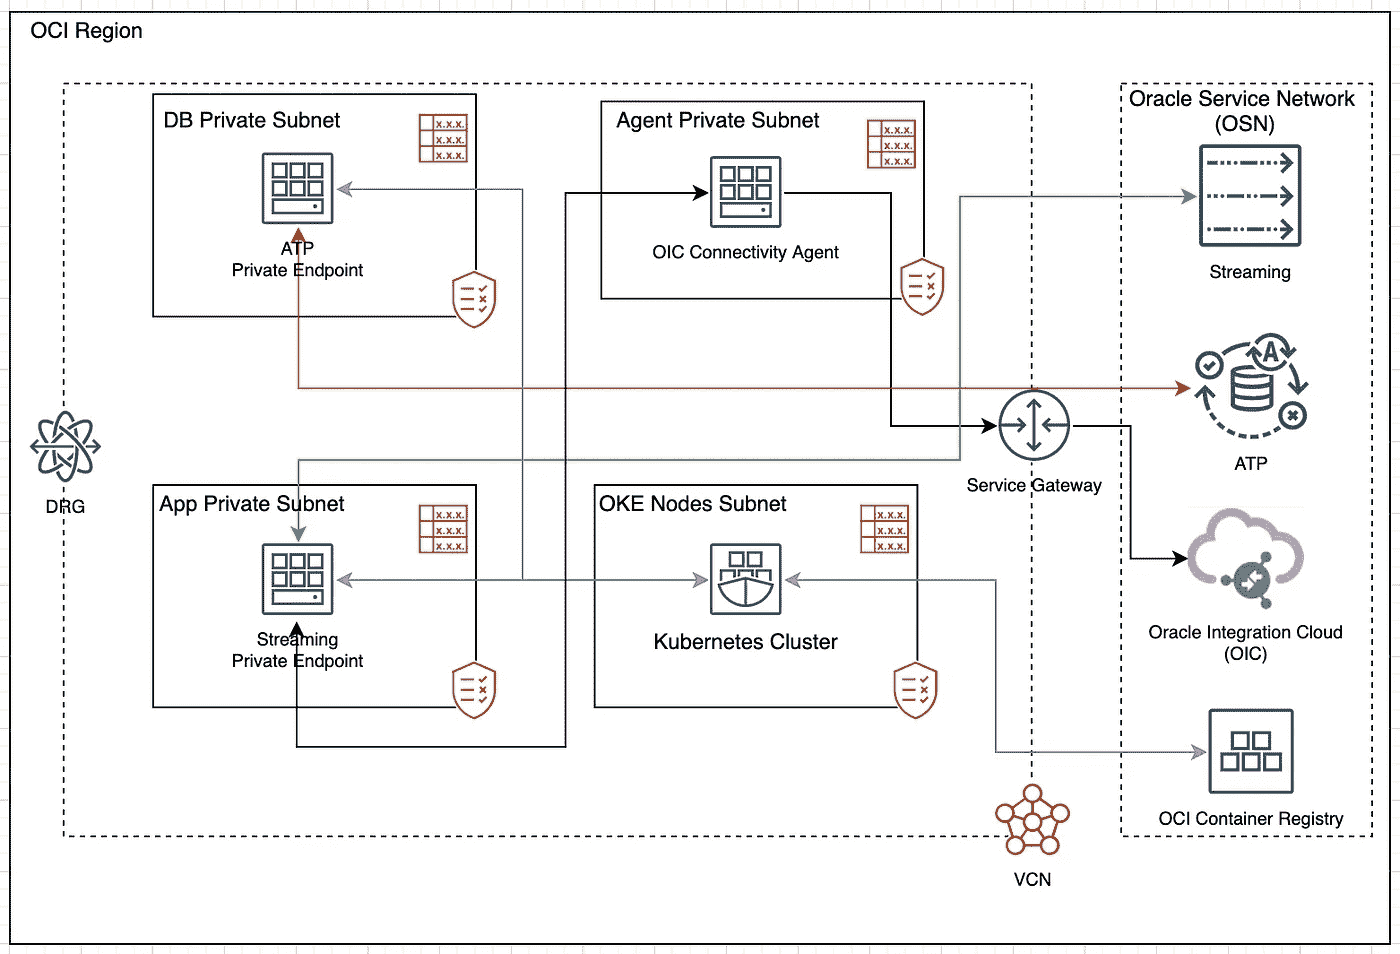 OCI Region
DB Private Subnet
x.x.x.
x.x.x.
x.x.x.
ATP
Private Endpoint
Agent Private Subnet
x.x.x.
x.x.x.
x.x.x.
OIC Connectivity Agent
Oracle Service Network
(OSN)
Streaming
A
ATP
DRG
Service Gateway
App Private Subnet
x.x.x.
x.x.x.
x.x.x.
Streaming
Private Endpoint
OKE Nodes Subnet
x.x.x.
x.x.x.
x.x.x.
Kubernetes Cluster
Oracle Integration Cloud
(OIC)
OCI Container Registry
VCN